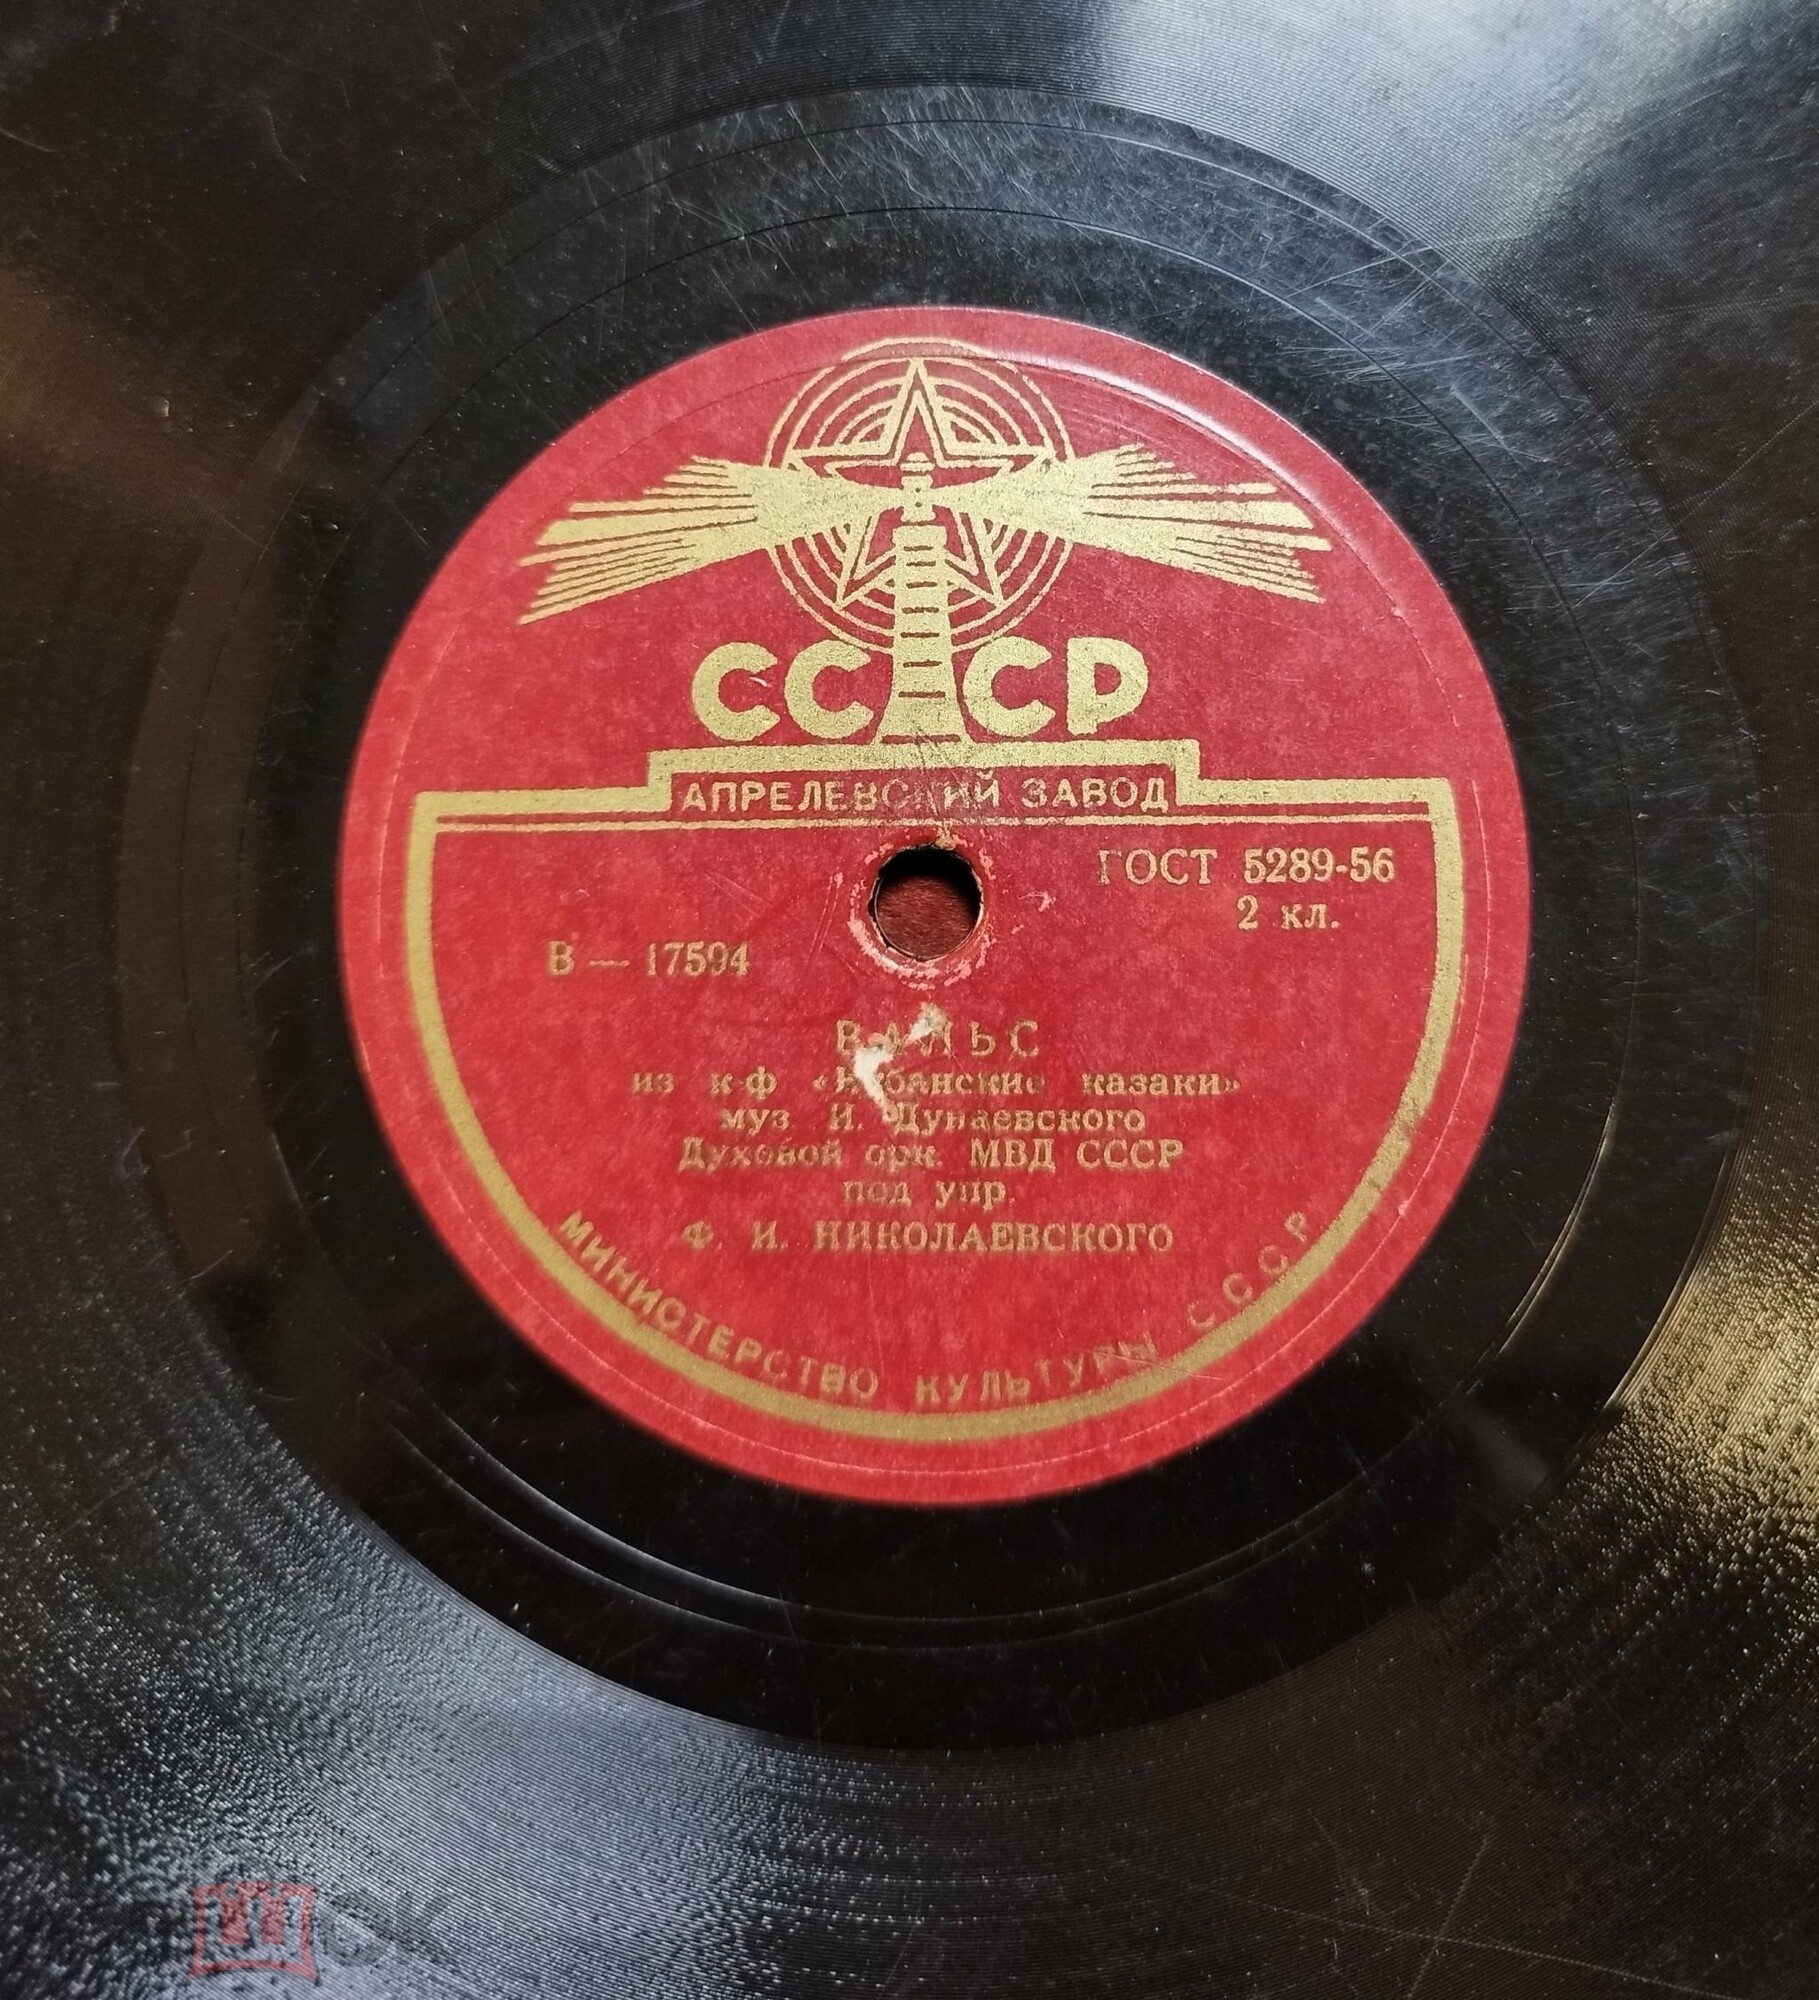 СССР
АПРЕЛЕВСКИЙ ЗАВОД
ГОСТ 5289-56
2 кл.
В — 17594
ВАЛЬС
из к-ф «Кубанские казаки»
муз И. Дунаевского
Духовой орк. МВД СССР
под упр.
Ф. И. НИКОЛАЕВСКОГО
МИНИСТЕРСТВО КУЛЬТУРЫ СССР